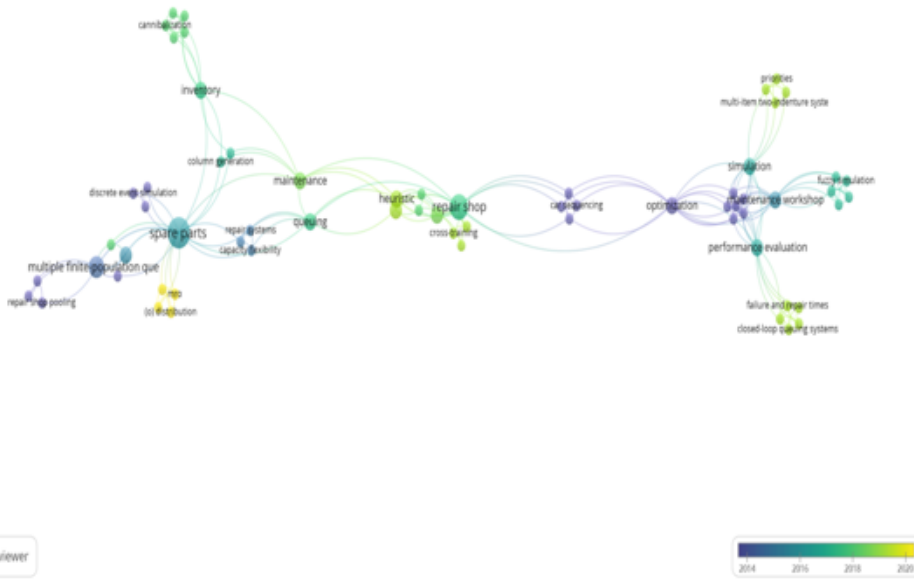 cannibalization
priorities
inventory
multi-item two-indenture syste
column generation
simulation
maintenance
fuzzy simulation
discrete event simulation
heuristic
maintenance workshop
repair shop
optimization
queuing
repair systems
cross-training
spare parts
capacity flexibility
performance evaluation
multiple finite population que
mro
repair shop pooling
failure and repair times
(o) distribution
closed-loop queuing systems
viewer
2014 2016 2018 2020